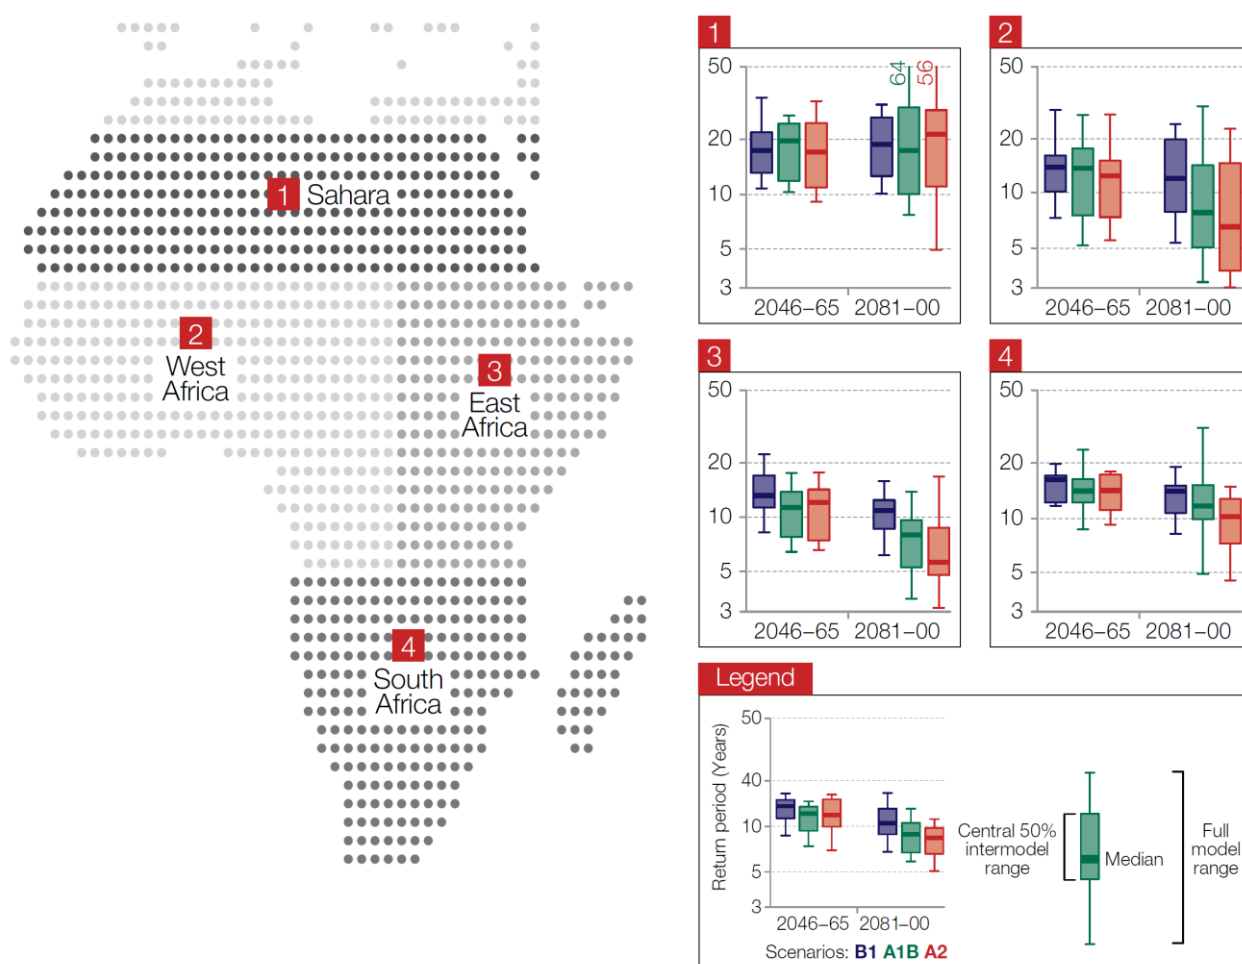 1
Sahara
2
West
Africa
3
East
Africa
4
South
Africa
1
50
20
10
5
3
64
56
2046–65
2081–00
2
50
20
10
5
3
2046–65
2081–00
3
50
20
10
5
3
2046–65
2081–00
4
50
20
10
5
3
2046–65
2081–00
Legend
Return period (Years)
50
40
10
5
3
2046–65
2081–00
Scenarios: B1 A1B A2
Central 50%
intermodel
range
Median
Full
model
range